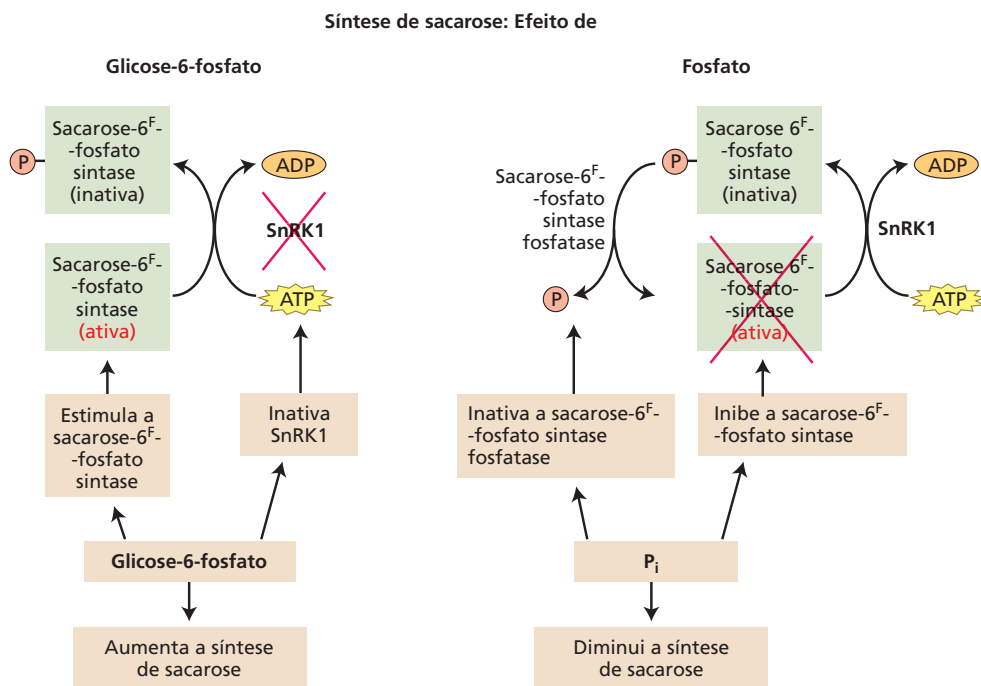 Síntese de sacarose: Efeito de
Glicose-6-fosfato
Sacarose-6F-
-fosfato
sintase
(inativa)
P
ADP
SnRK1
Sacarose-6F-
-fosfato
sintase
(ativa)
ATP
Estimula a
sacarose-6F-
-fosfato
sintase
Inativa
SnRK1
Glicose-6-fosfato
Aumenta a síntese
de sacarose
Fosfato
Sacarose-6F-
-fosfato
sintase
fosfatase
P
Sacarose 6F-
-fosfato
sintase
(inativa)
ADP
SnRK1
P
Sacarose 6F-
-fosfato-
-sintase
(ativa)
ATP
Inativa a sacarose-6F-
-fosfato sintase
fosfatase
Inibe a sacarose-6F-
-fosfato sintase
Pi
Diminui a síntese
de sacarose